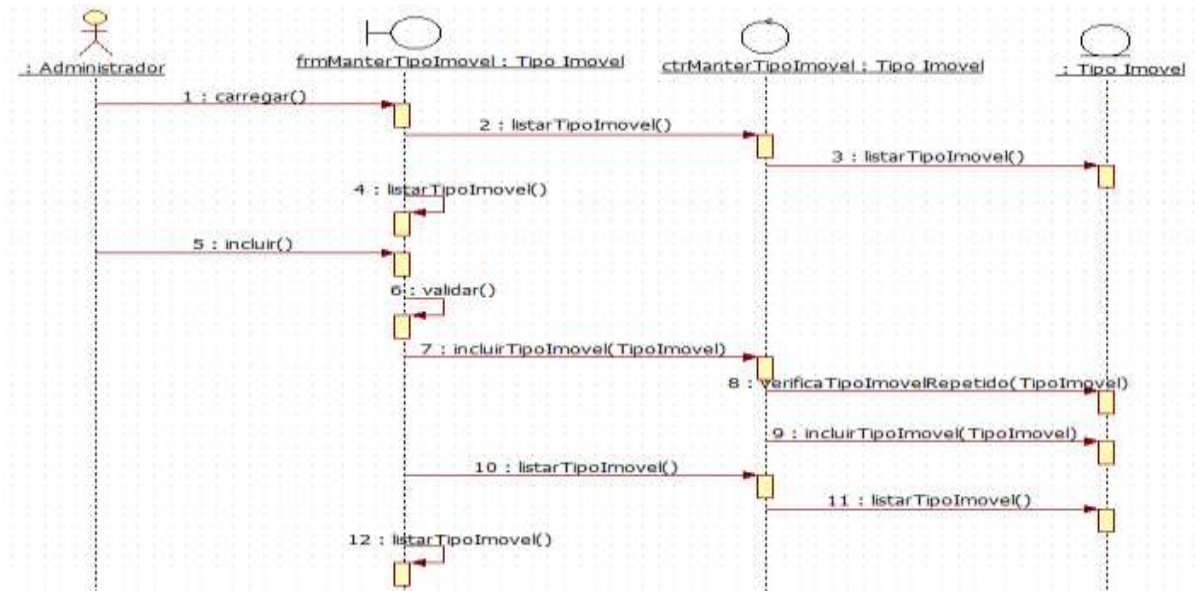 : Administrador
frmManterTipoImovel : Tipo Imovel
ctrManterTipoImovel : Tipo Imovel
: Tipo Imovel
1 : carregar()
2 : listarTipoImovel()
3 : listarTipoImovel()
4 : listarTipoImovel()
5 : incluir()
6 : validar()
7 : incluirTipoImovel(TipoImovel)
8 : verificaTipoImovelRepetido(TipoImovel)
9 : incluirTipoImovel(TipoImovel)
10 : listarTipoImovel()
11 : listarTipoImovel()
12 : listarTipoImovel()